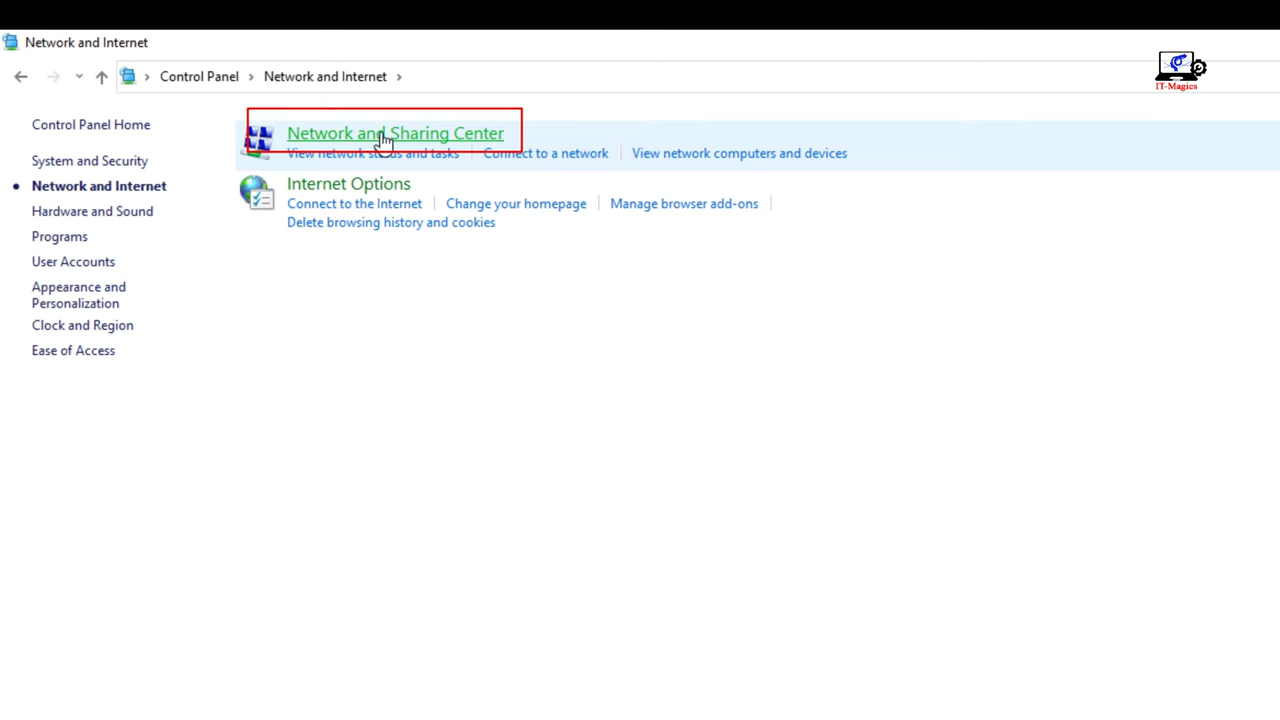 Network and Internet
Control Panel Network and Internet
IT-Magics
Control Panel Home
System and Security
Network and Internet
Hardware and Sound
Programs
User Accounts
Appearance and
Personalization
Clock and Region
Ease of Access
Network and Sharing Center
View network status and tasks Connect to a network View network computers and devices
Internet Options
Connect to the Internet Change your homepage Manage browser add-ons
Delete browsing history and cookies